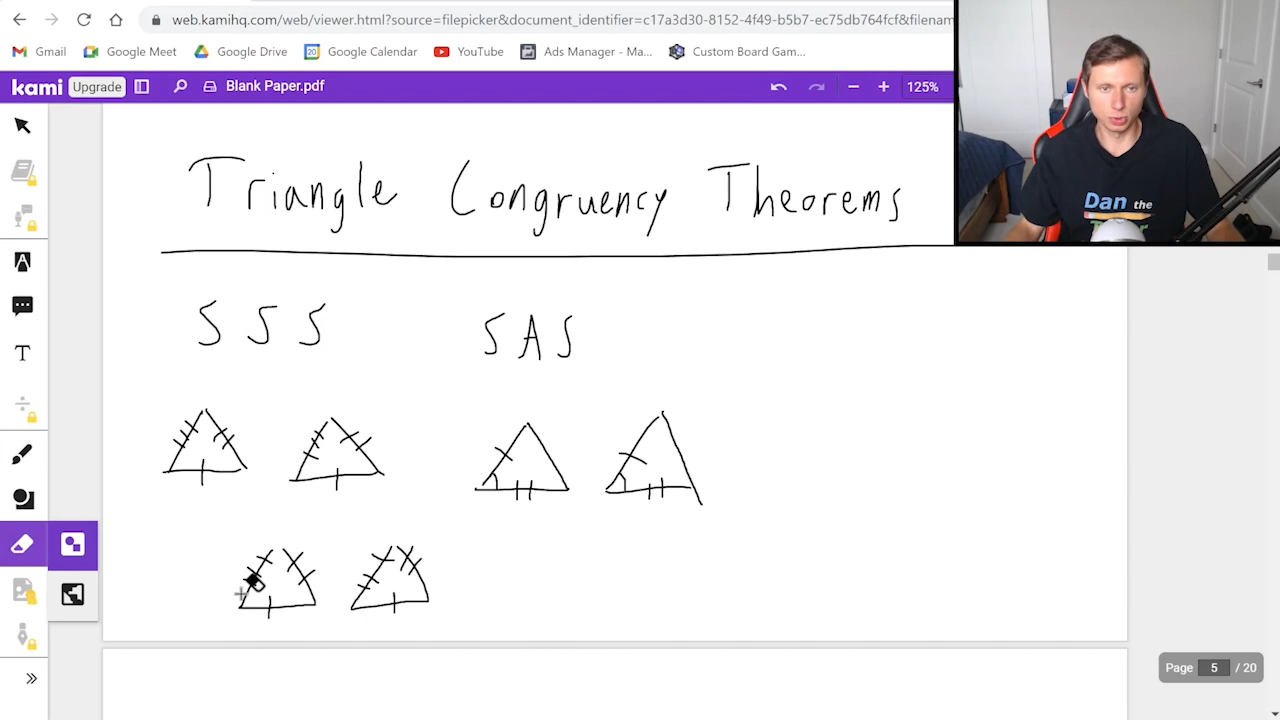 web.kamihq.com/web/viewer.html?source=filepicker&document_identifier=c17a3d30-8152-4f49-b5b7-ec75db764fcf&filenam
Gmail Google Meet Google Drive 20 Google Calendar YouTube Ads Manager - Ma... Custom Board Gam...
kami Upgrade Blank Paper.pdf 125%
Triangle Congruency Theorems
Dan the
S S S
S A S
Page 5 / 20